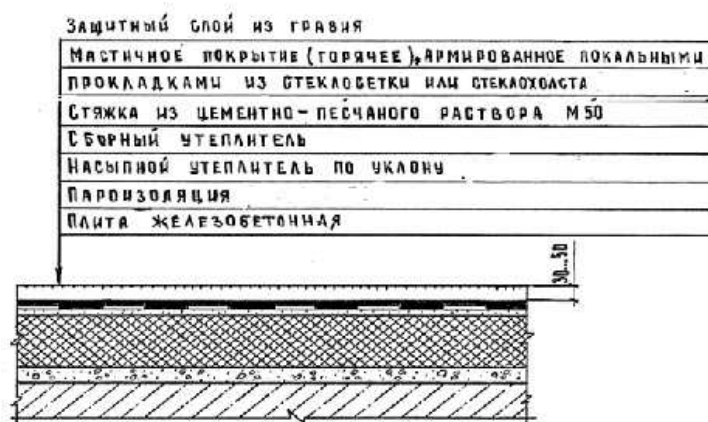 Защитный слой из гравия
Мастичное покрытие (горячее), армированное локальными
прокладками из стеклосетки или стеклохолста
Стяжка из цементно-песчаного раствора М50
Сборный утеплитель
Насыпной утеплитель по уклону
Пароизоляция
Плита железобетонная
30...50